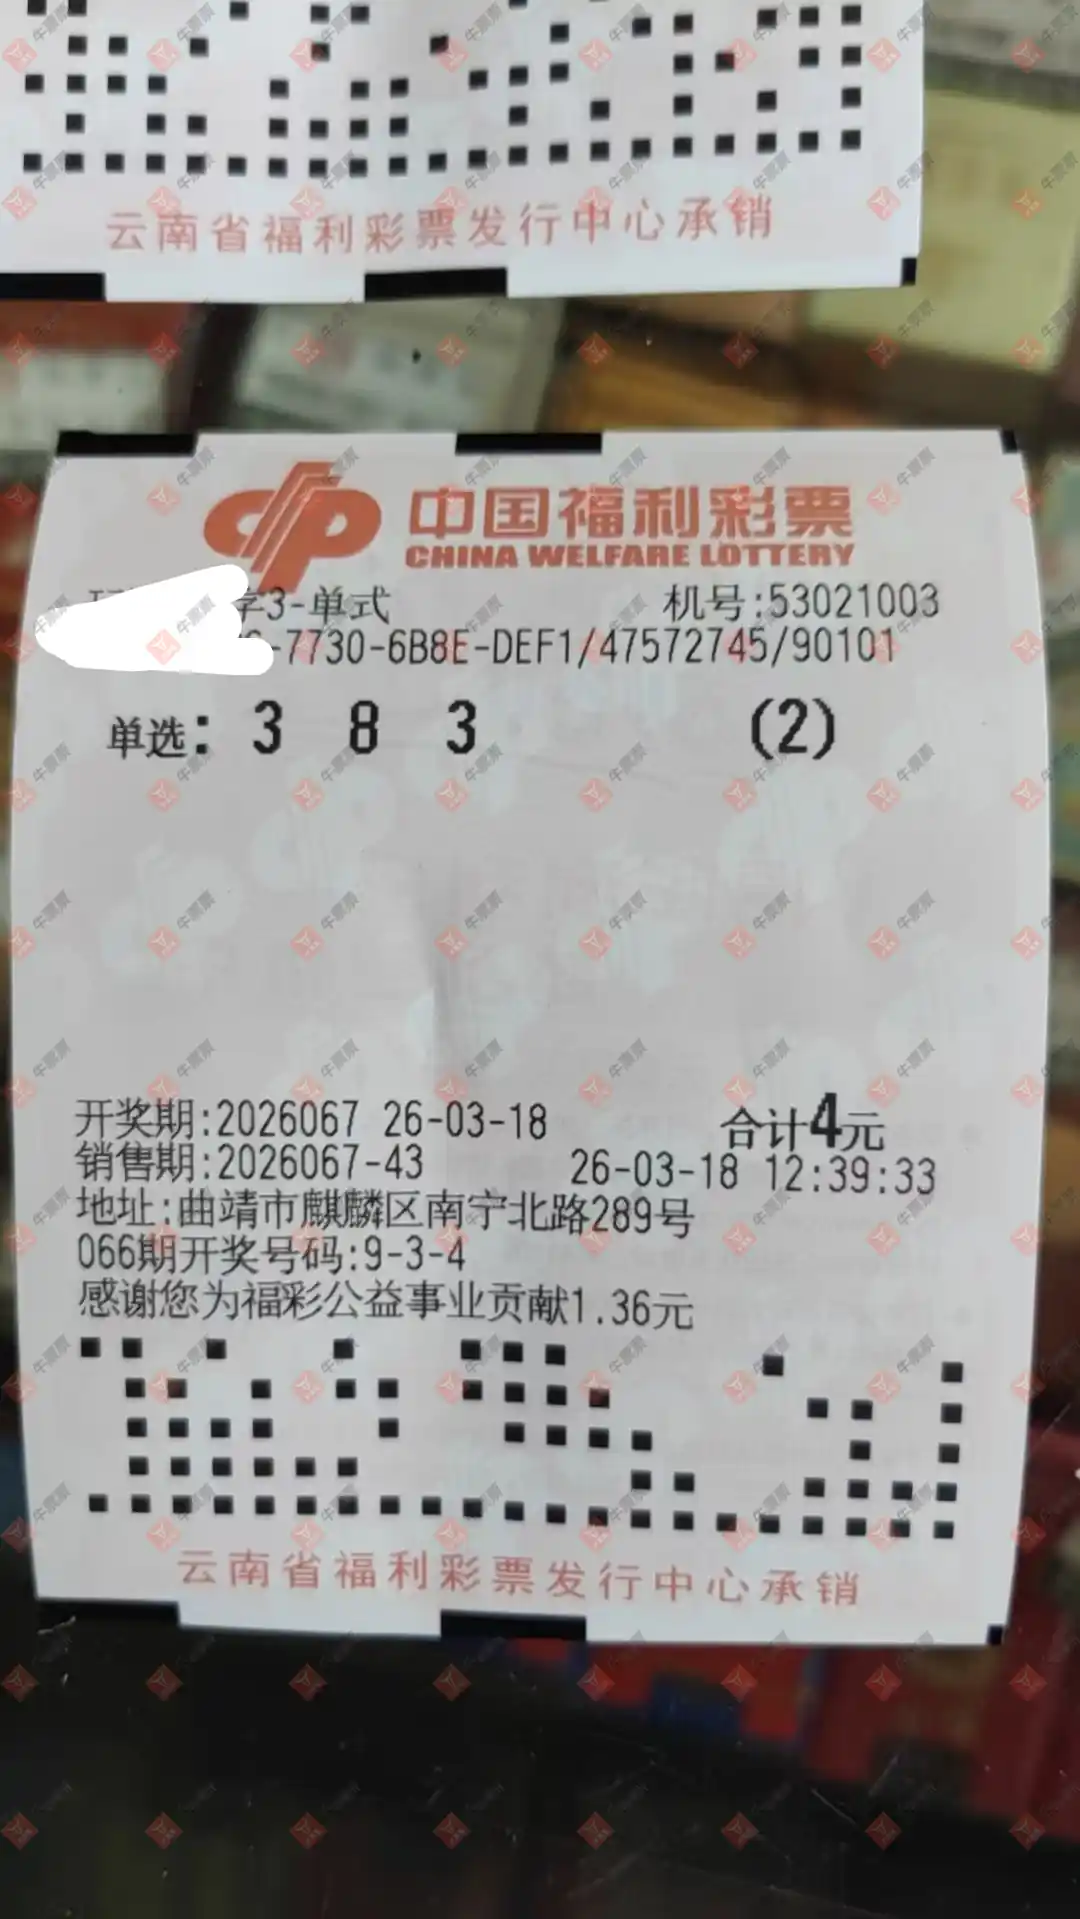 云南省福利彩票发行中心承销
中国福利彩票
CHINA WELFARE LOTTERY
字3-单式 机号:53021003
-7730-6B8E-DEF1/47572745/90101
单选: 3 8 3 (2)
开奖期:2026067 26-03-18 合计4元
销售期:2026067-43 26-03-18 12:39:33
地址:曲靖市麒麟区南宁北路289号
066期开奖号码:9-3-4
感谢您为福彩公益事业贡献1.36元
云南省福利彩票发行中心承销
牛票票